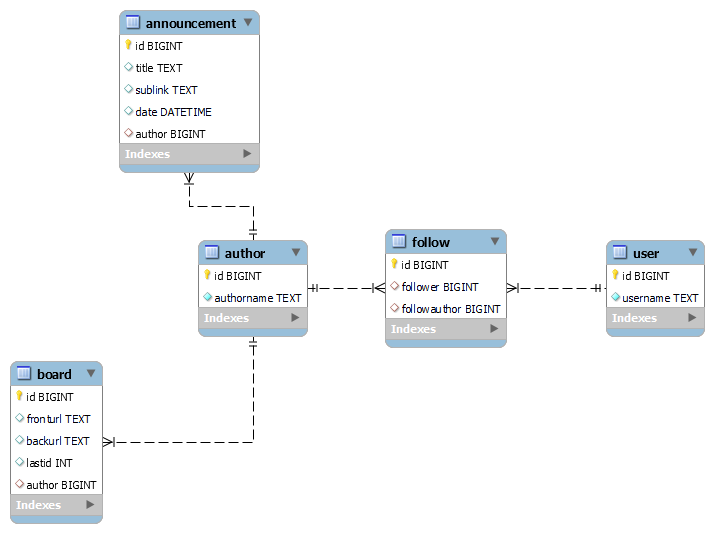 announcement
id BIGINT
title TEXT
sublink TEXT
date DATETIME
author BIGINT
Indexes
author
id BIGINT
authorname TEXT
Indexes
follow
id BIGINT
follower BIGINT
followauthor BIGINT
Indexes
user
id BIGINT
username TEXT
Indexes
board
id BIGINT
fronturl TEXT
backurl TEXT
lastid INT
author BIGINT
Indexes